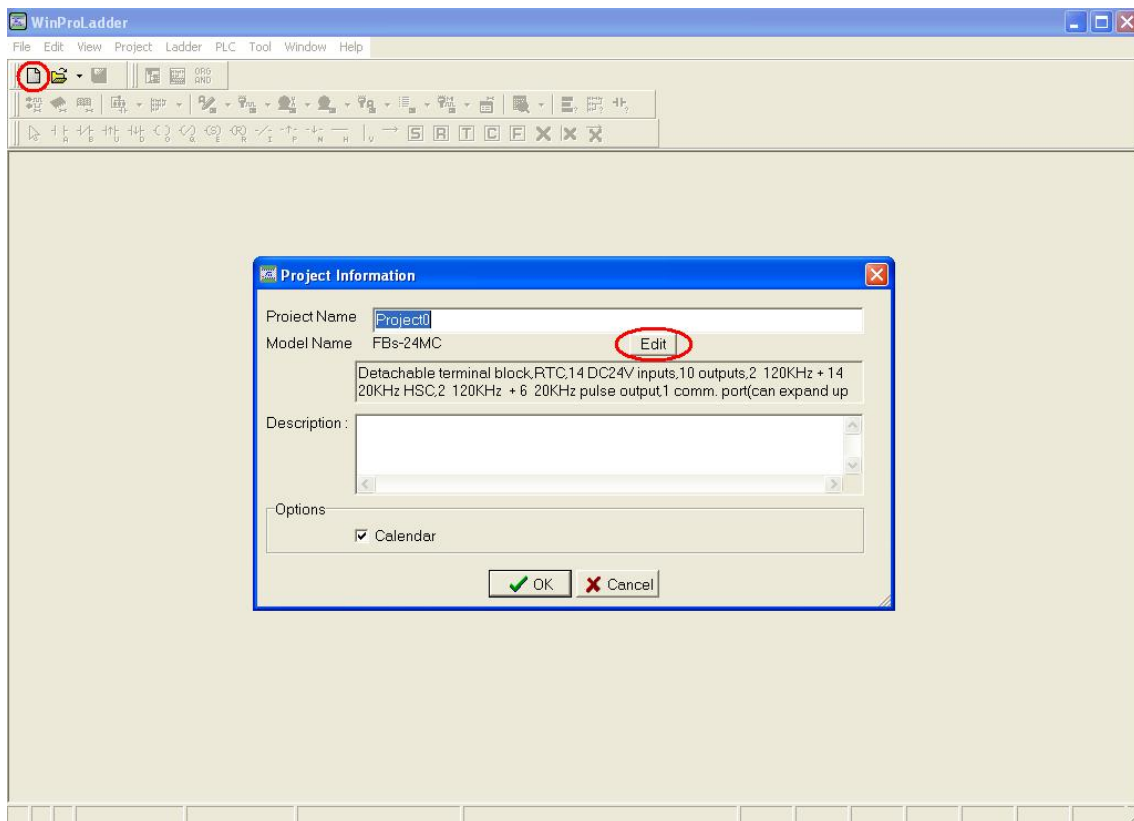 WinProLadder
File Edit View Project Ladder PLC Tool Window Help
ORG
AND
A B U D O Q E R I P N H V S R T C F
Project Information
Project Name Project0
Model Name FBs-24MC Edit
Detachable terminal block,RTC,14 DC24V inputs,10 outputs,2 120KHz + 14
20KHz HSC,2 120KHz + 6 20KHz pulse output,1 comm. port(can expand up
Description :
Options
Calendar
OK Cancel